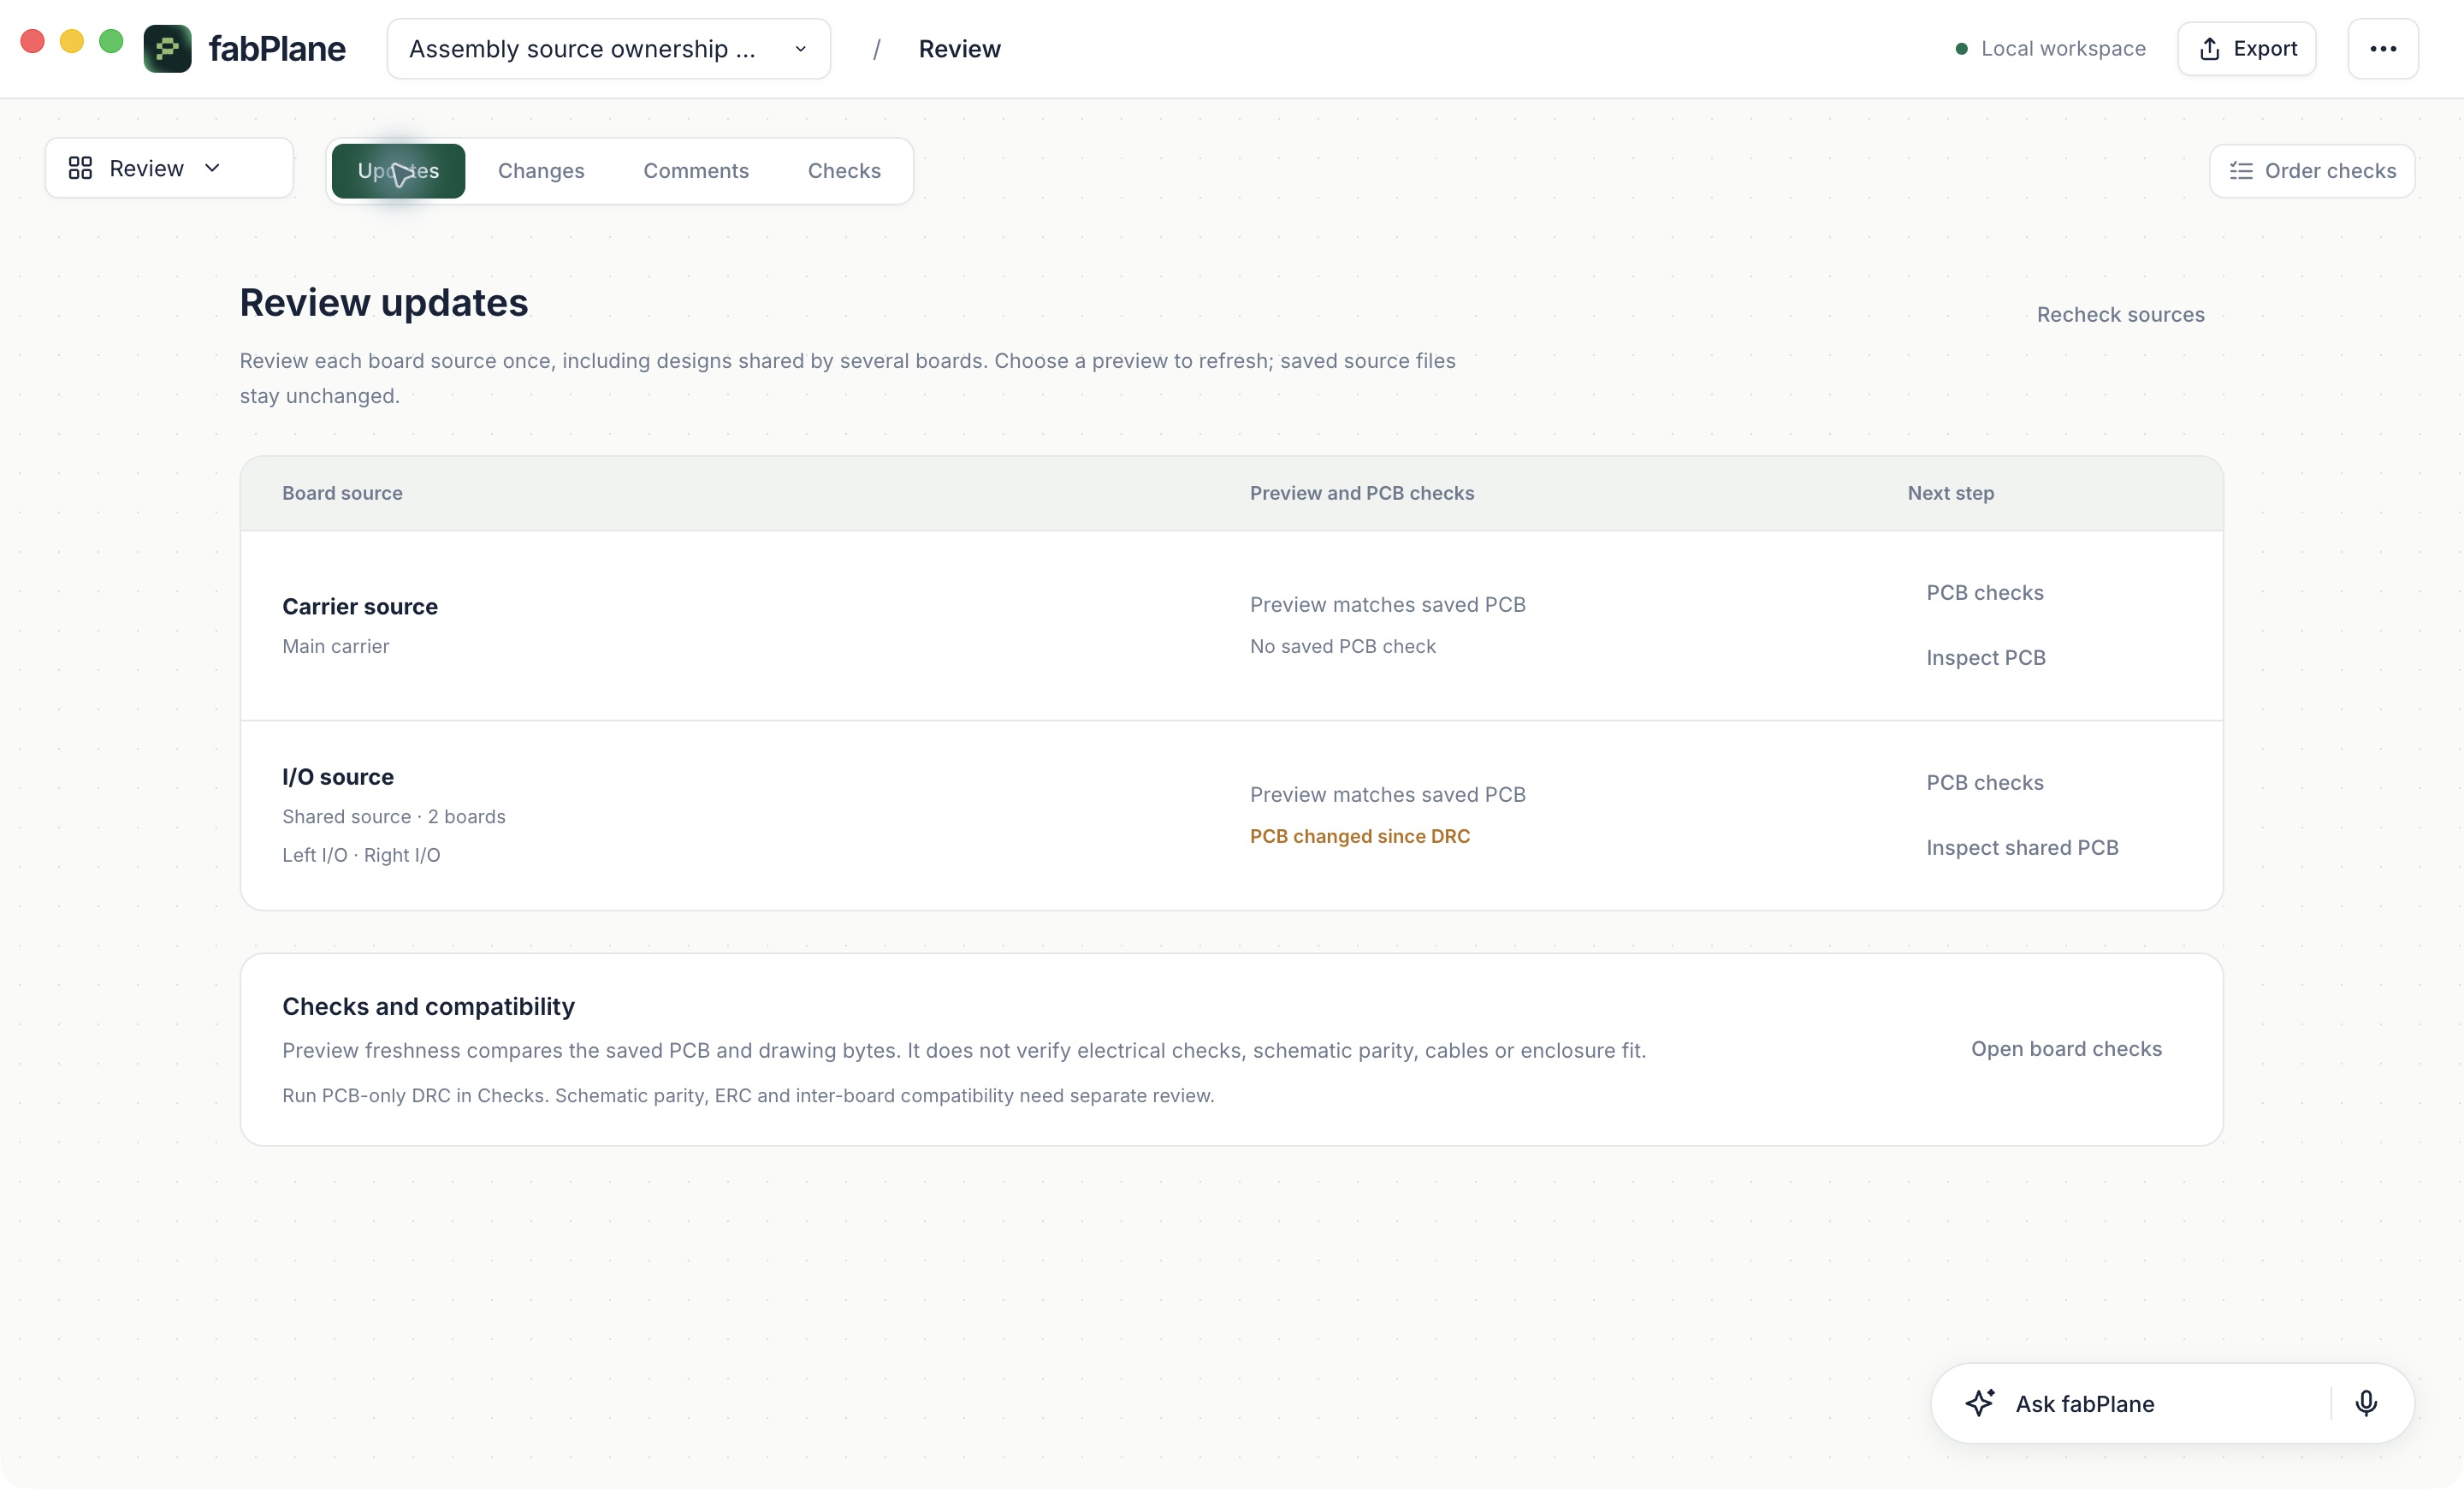 fabPlane
Assembly source ownership ...
/
Review
Local workspace
Export
Review
Updates
Changes
Comments
Checks
Order checks
Review updates
Recheck sources
Review each board source once, including designs shared by several boards. Choose a preview to refresh; saved source files
stay unchanged.
Board source
Preview and PCB checks
Next step
Carrier source
Main carrier
Preview matches saved PCB
No saved PCB check
PCB checks
Inspect PCB
I/O source
Shared source · 2 boards
Left I/O · Right I/O
Preview matches saved PCB
PCB changed since DRC
PCB checks
Inspect shared PCB
Checks and compatibility
Preview freshness compares the saved PCB and drawing bytes. It does not verify electrical checks, schematic parity, cables or enclosure fit.
Run PCB-only DRC in Checks. Schematic parity, ERC and inter-board compatibility need separate review.
Open board checks
Ask fabPlane